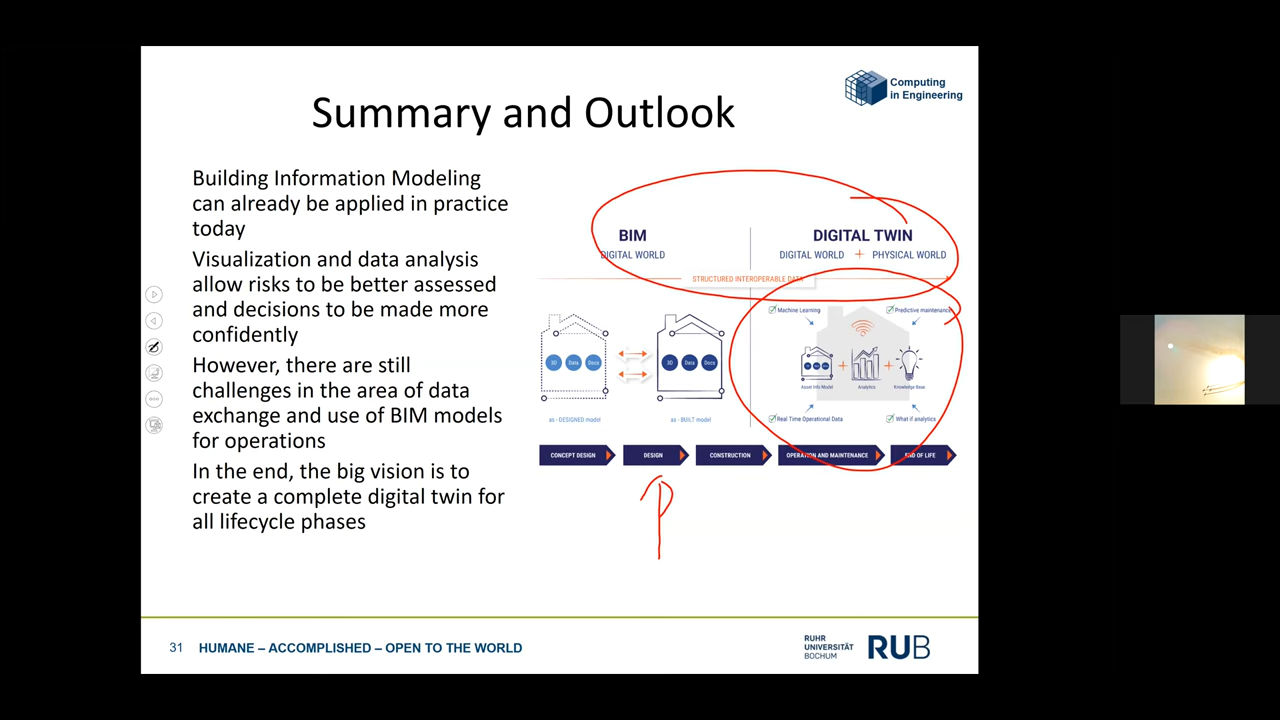 Computing
in Engineering
Summary and Outlook
Building Information Modeling
can already be applied in practice
today
Visualization and data analysis
allow risks to be better assessed
and decisions to be made more
confidently
However, there are still
challenges in the area of data
exchange and use of BIM models
for operations
In the end, the big vision is to
create a complete digital twin for
all lifecycle phases
BIM
DIGITAL WORLD
DIGITAL TWIN
DIGITAL WORLD + PHYSICAL WORLD
STRUCTURED INTEROPERABLE DATA
3D Data Docs
as - DESIGNED model
3D Data Docs
as - BUILT model
Machine Learning
Predictive maintenance
Asset Info Model
Analytics
Knowledge Base
Real Time Operational Data
What if analytics
CONCEPT DESIGN
DESIGN
CONSTRUCTION
OPERATION AND MAINTENANCE
END OF LIFE
31 HUMANE – ACCOMPLISHED – OPEN TO THE WORLD
RUHR
UNIVERSITÄT
BOCHUM
RUB